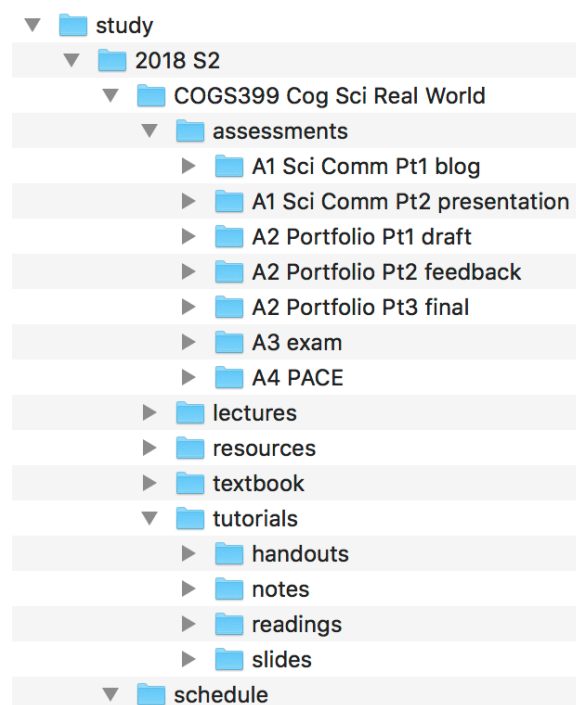 study
2018 S2
COGS399 Cog Sci Real World
assessments
A1 Sci Comm Pt1 blog
A1 Sci Comm Pt2 presentation
A2 Portfolio Pt1 draft
A2 Portfolio Pt2 feedback
A2 Portfolio Pt3 final
A3 exam
A4 PACE
lectures
resources
textbook
tutorials
handouts
notes
readings
slides
schedule